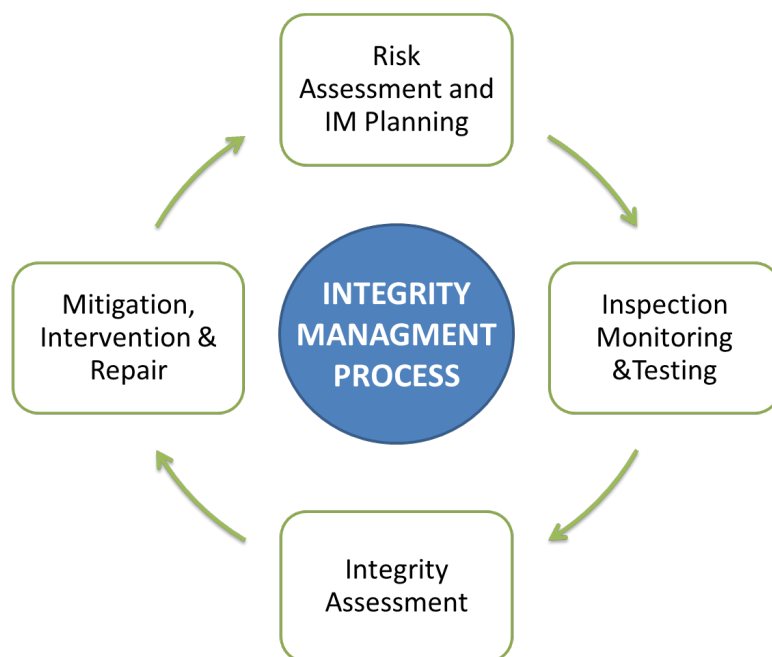 Risk
Assessment and
IM Planning
INTEGRITY
MANAGMENT
PROCESS
Inspection
Monitoring
&Testing
Integrity
Assessment
Mitigation,
Intervention &
Repair